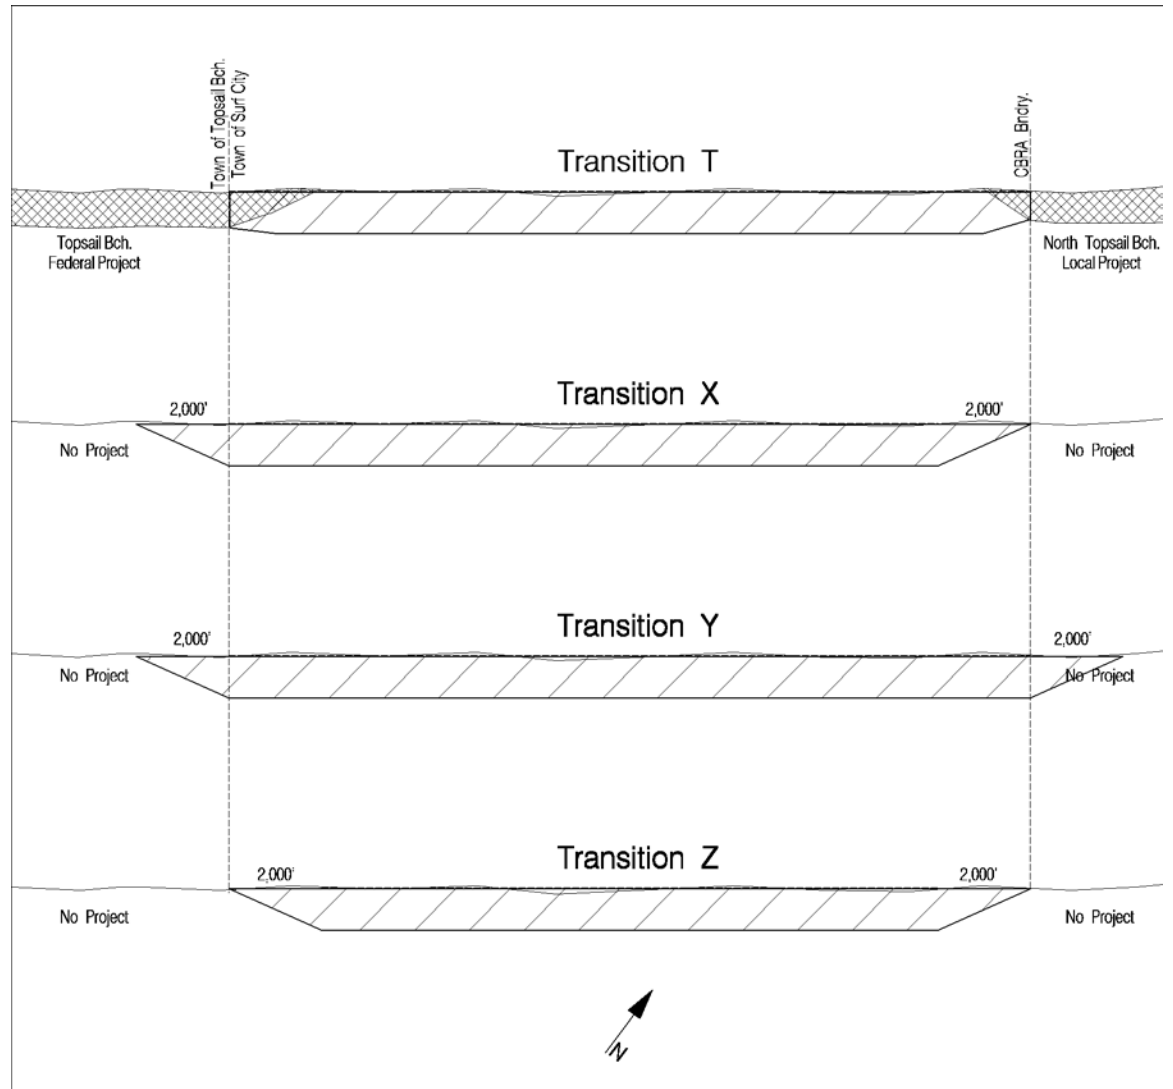 Town of Topsail Bch.
Town of Surf City
CBRA Bndry.
Transition T
Topsail Bch.
Federal Project
North Topsail Bch.
Local Project
Transition X
2,000'
2,000'
No Project
No Project
Transition Y
2,000'
2,000'
No Project
No Project
Transition Z
2,000'
2,000'
No Project
No Project
N